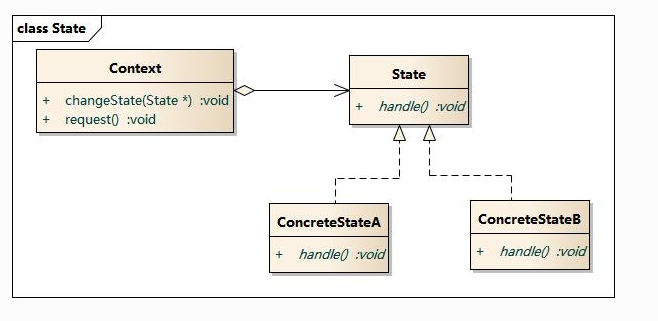 class State
Context
+ changeState(State *) :void
+ request() :void
State
+ handle() :void
ConcreteStateA
+ handle() :void
ConcreteStateB
+ handle() :void